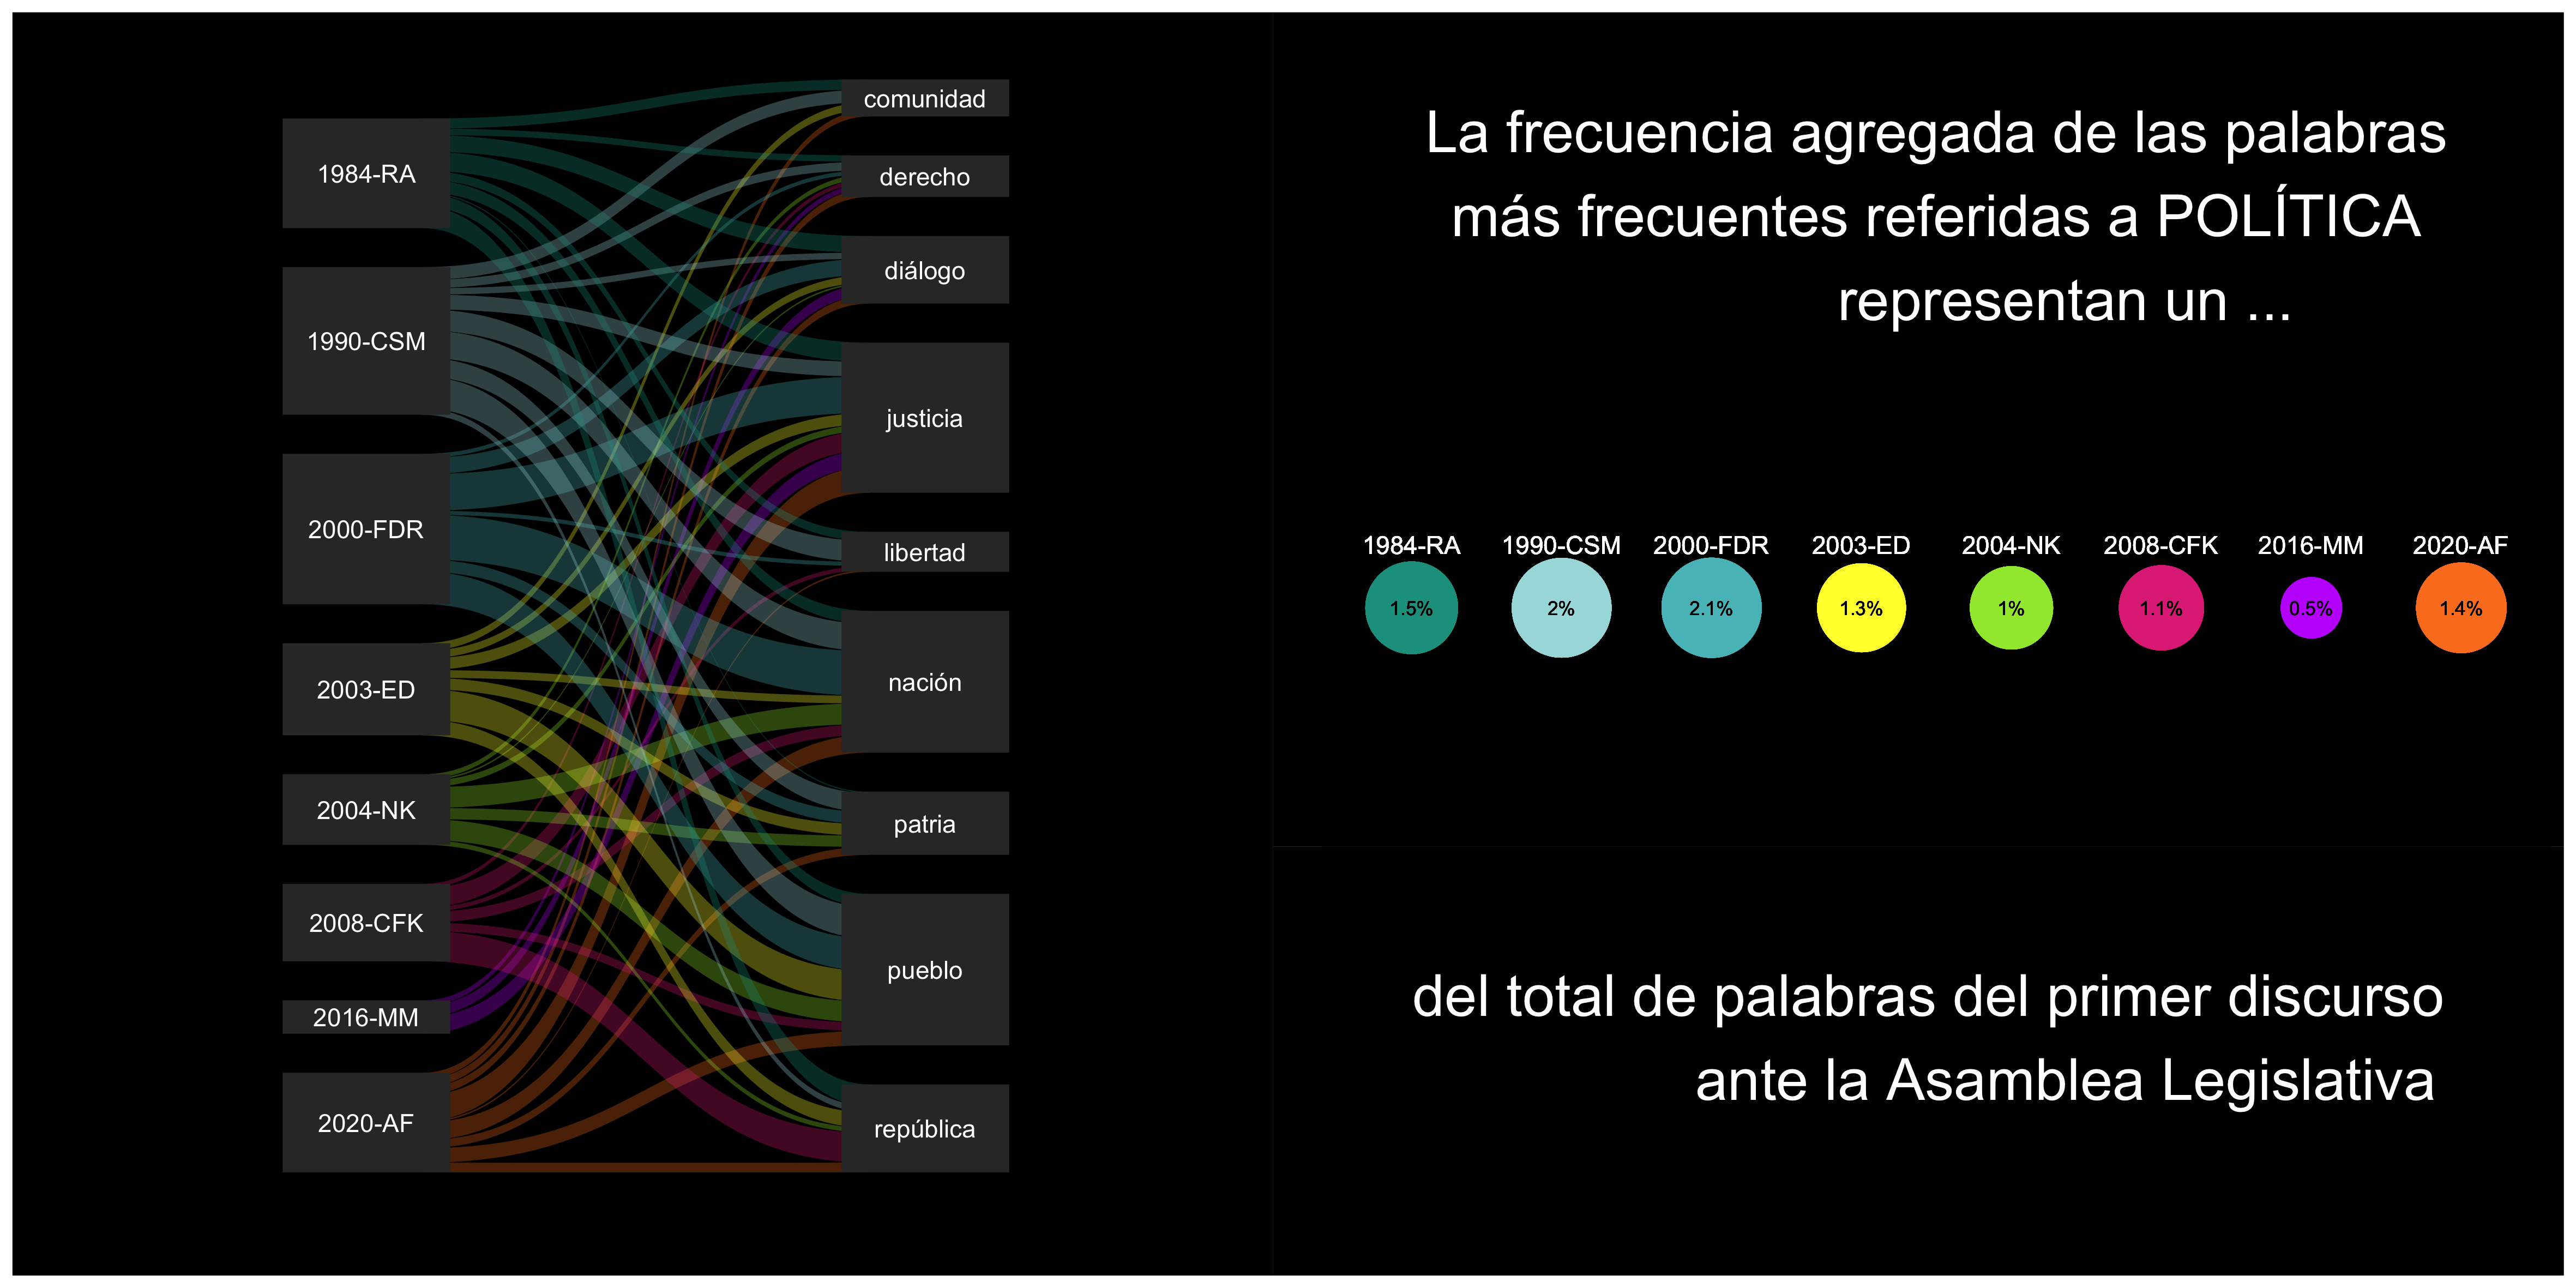 1984-RA
1990-CSM
2000-FDR
2003-ED
2004-NK
2008-CFK
2016-MM
2020-AF
comunidad
derecho
diálogo
justicia
libertad
nación
patria
pueblo
república
La frecuencia agregada de las palabras
más frecuentes referidas a POLÍTICA
representan un ...
1984-RA 1990-CSM 2000-FDR 2003-ED 2004-NK 2008-CFK 2016-MM 2020-AF
1.5% 2% 2.1% 1.3% 1% 1.1% 0.5% 1.4%
del total de palabras del primer discurso
ante la Asamblea Legislativa